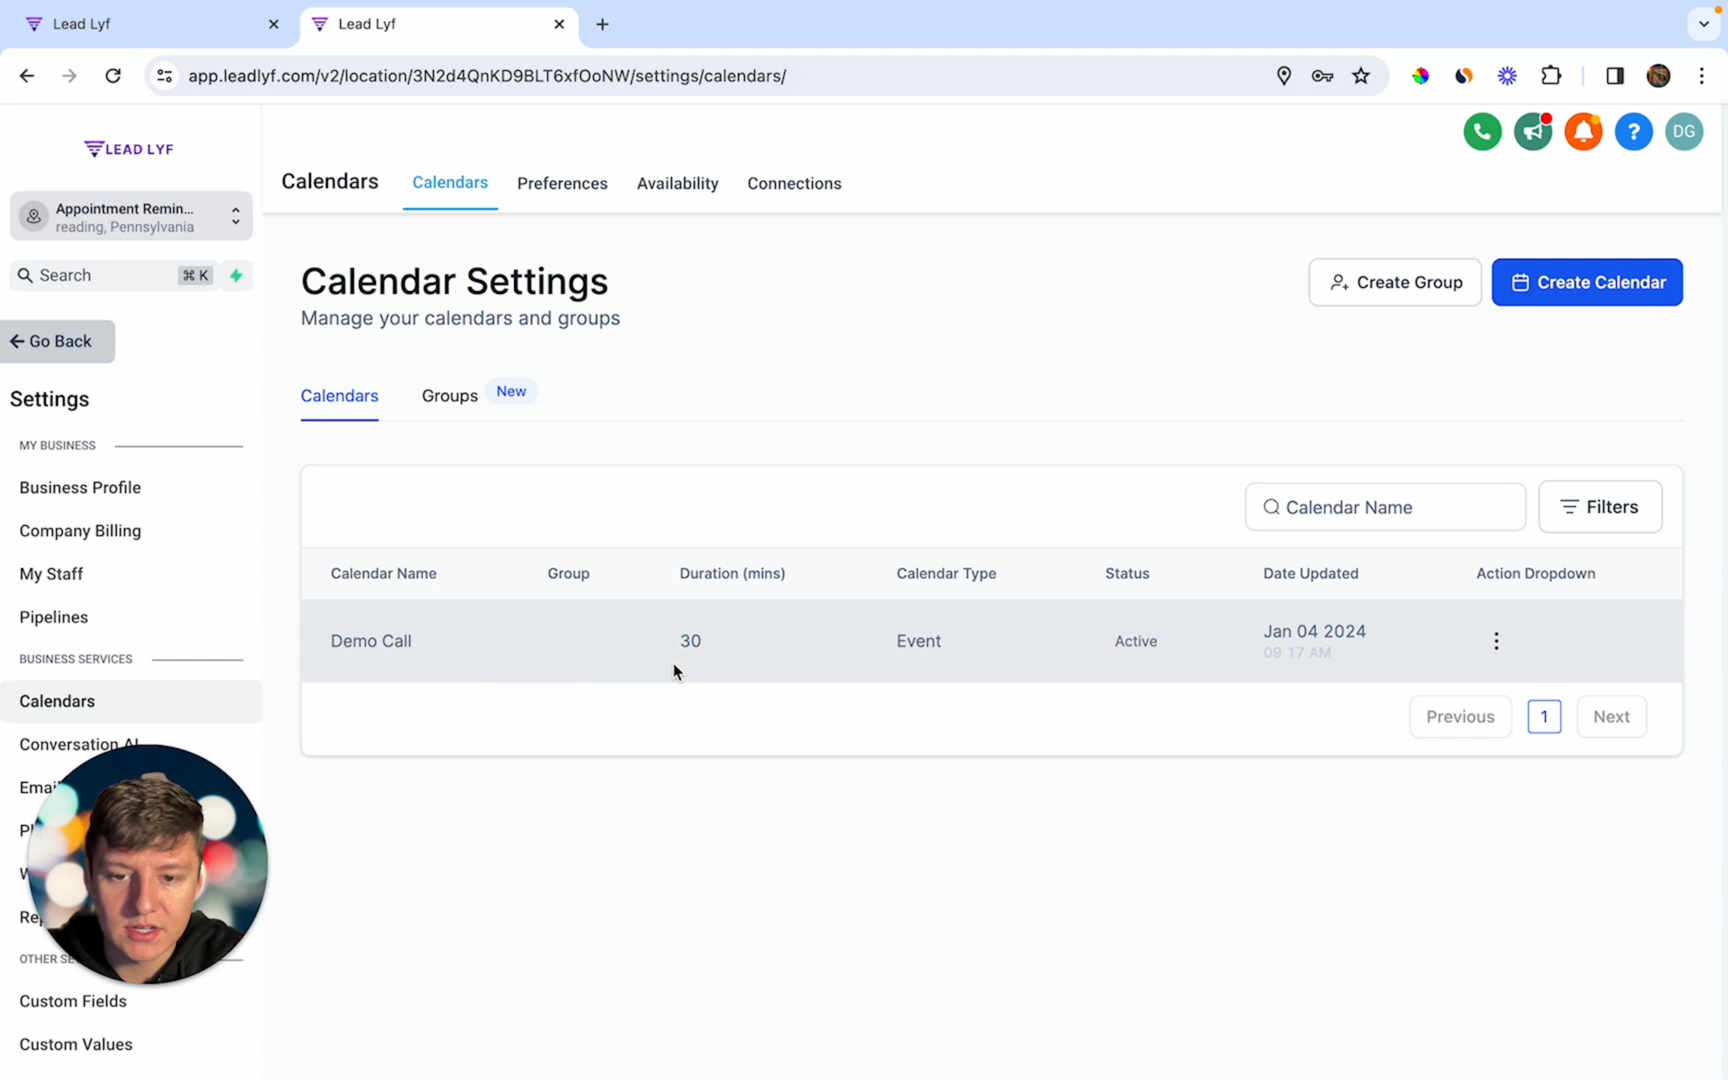 Lead Lyf
Lead Lyf
app.leadlyf.com/v2/location/3N2d4QnKD9BLT6xfOoNW/settings/calendars/
LEAD LYF
Appointment Remin...
reading, Pennsylvania
Search ⌘ K
Go Back
Settings
MY BUSINESS
Business Profile
Company Billing
My Staff
Pipelines
BUSINESS SERVICES
Calendars
Conversation AI
Custom Fields
Custom Values
Calendars
Calendars
Preferences
Availability
Connections
DG
Calendar Settings
Manage your calendars and groups
Create Group
Create Calendar
Calendars
Groups
New
Calendar Name
Filters
Calendar Name Group Duration (mins) Calendar Type Status Date Updated Action Dropdown
Demo Call 30 Event Active Jan 04 2024
09 17 AM
Previous 1 Next